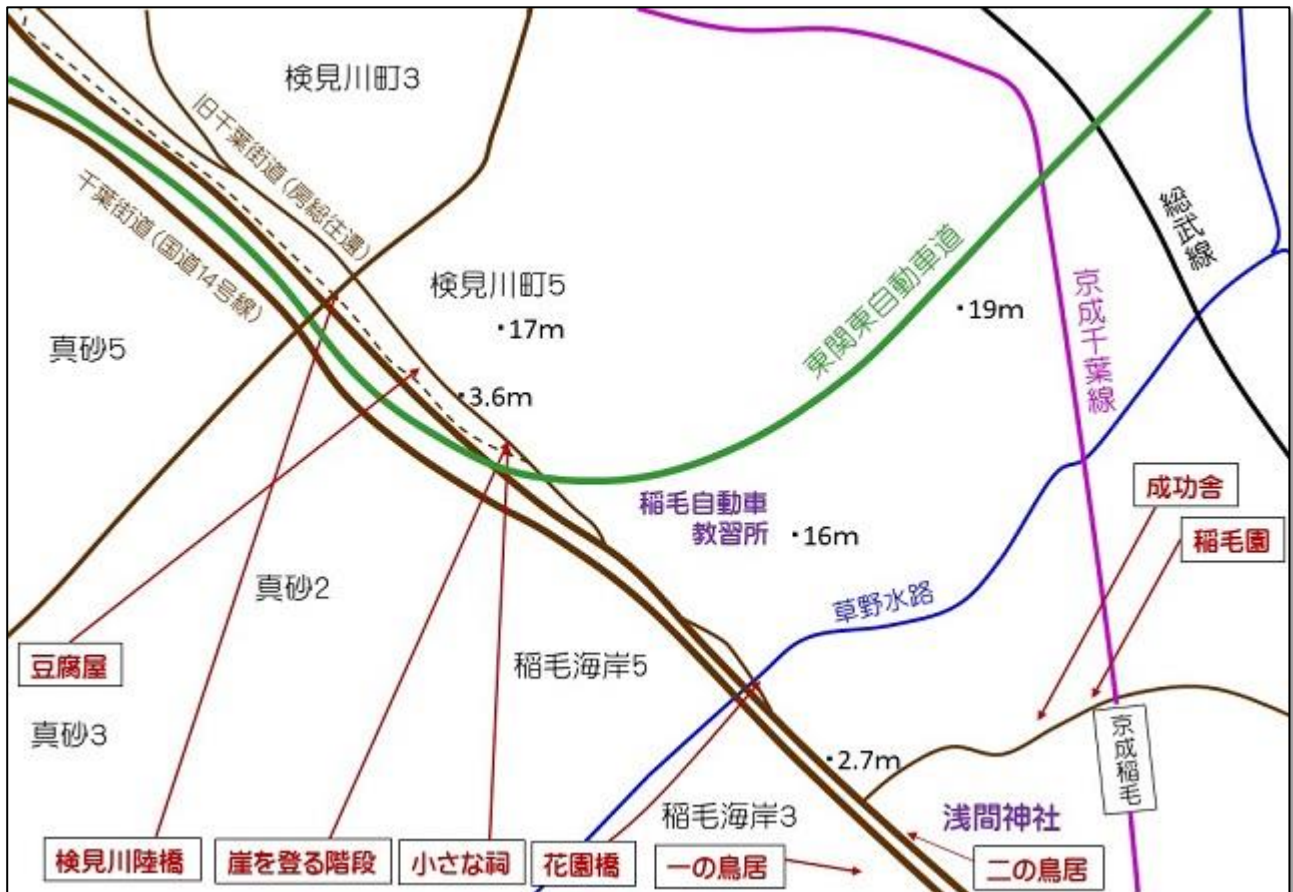 検見川町3
旧千葉街道(房総往還)
千葉街道(国道14号線)
総武線
検見川町5
・17m
・19m
東関東自動車道
京成千葉線
真砂5
・3.6m
成功舎
稲毛自動車
教習所
・16m
稲毛園
真砂2
草野水路
豆腐屋
稲毛海岸5
真砂3
京成稲毛
・2.7m
稲毛海岸3
浅間神社
検見川陸橋
崖を登る階段
小さな祠
花園橋
一の鳥居
二の鳥居